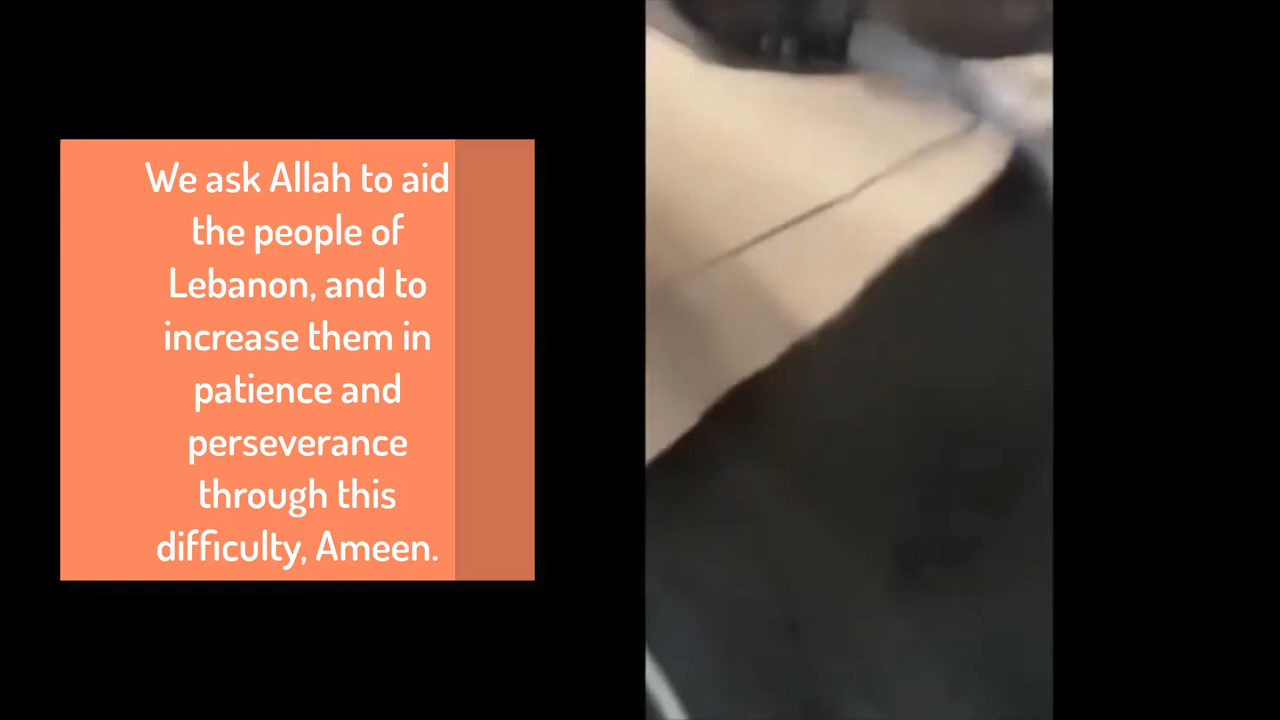 We ask Allah to aid
the people of
Lebanon, and to
increase them in
patience and
perseverance
through this
difficulty, Ameen.